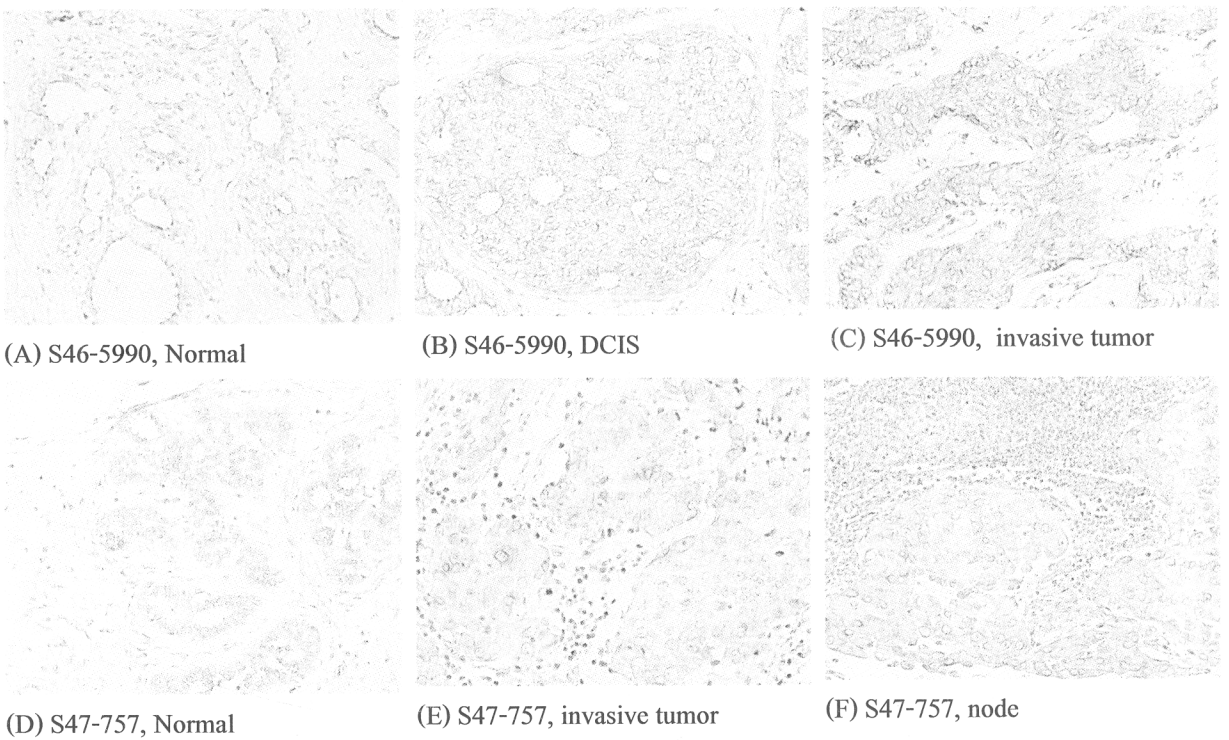 (A) S46-5990, Normal
(B) S46-5990, DCIS
(C) S46-5990, invasive tumor
(D) S47-757, Normal
(E) S47-757, invasive tumor
(F) S47-757, node